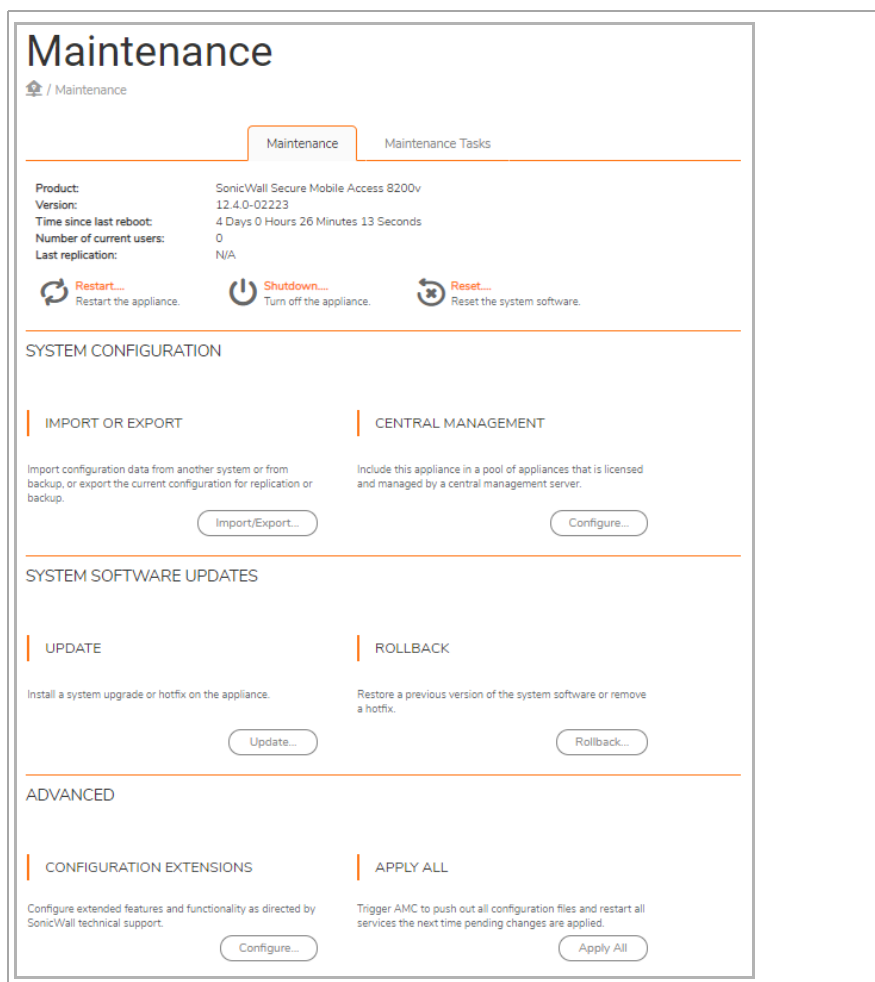 Maintenance
/ Maintenance
Maintenance
Maintenance Tasks
Product: SonicWall Secure Mobile Access 8200v
Version: 12.4.0-02223
Time since last reboot: 4 Days 0 Hours 26 Minutes 13 Seconds
Number of current users: 0
Last replication: N/A
Restart....
Restart the appliance.
Shutdown....
Turn off the appliance.
Reset....
Reset the system software.
SYSTEM CONFIGURATION
IMPORT OR EXPORT
Import configuration data from another system or from
backup, or export the current configuration for replication or
backup.
Import/Export...
CENTRAL MANAGEMENT
Include this appliance in a pool of appliances that is licensed
and managed by a central management server.
Configure...
SYSTEM SOFTWARE UPDATES
UPDATE
Install a system upgrade or hotfix on the appliance.
Update...
ROLLBACK
Restore a previous version of the system software or remove
a hotfix.
Rollback...
ADVANCED
CONFIGURATION EXTENSIONS
Configure extended features and functionality as directed by
SonicWall technical support.
Configure...
APPLY ALL
Trigger AMC to push out all configuration files and restart all
services the next time pending changes are applied.
Apply All